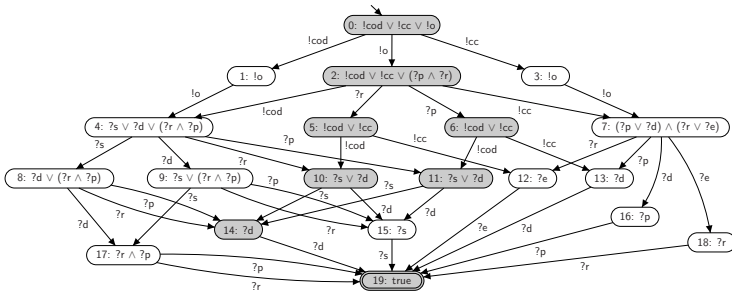 0: !cod ∨ !cc ∨ !o
!cod
!o
!cc
1: !o
2: !cod ∨ !cc ∨ (?p ∧ ?r)
3: !o
!o
!cod
?r
?p
!cc
!o
4: ?s ∨ ?d ∨ (?r ∧ ?p)
5: !cod ∨ !cc
6: !cod ∨ !cc
7: (?p ∨ ?d) ∧ (?r ∨ ?e)
?s
?d
?r
?p
!cod
!cc
!cod
!cc
?r
?p
?d
?e
8: ?d ∨ (?r ∧ ?p)
9: ?s ∨ (?r ∧ ?p)
10: ?s ∨ ?d
11: ?s ∨ ?d
12: ?e
13: ?d
?d
?r
?p
?s
?p
?r
?s
?d
?s
?d
16: ?p
14: ?d
15: ?s
18: ?r
17: ?r ∧ ?p
?p
?r
?d
?s
?e
?d
?p
?r
19: true